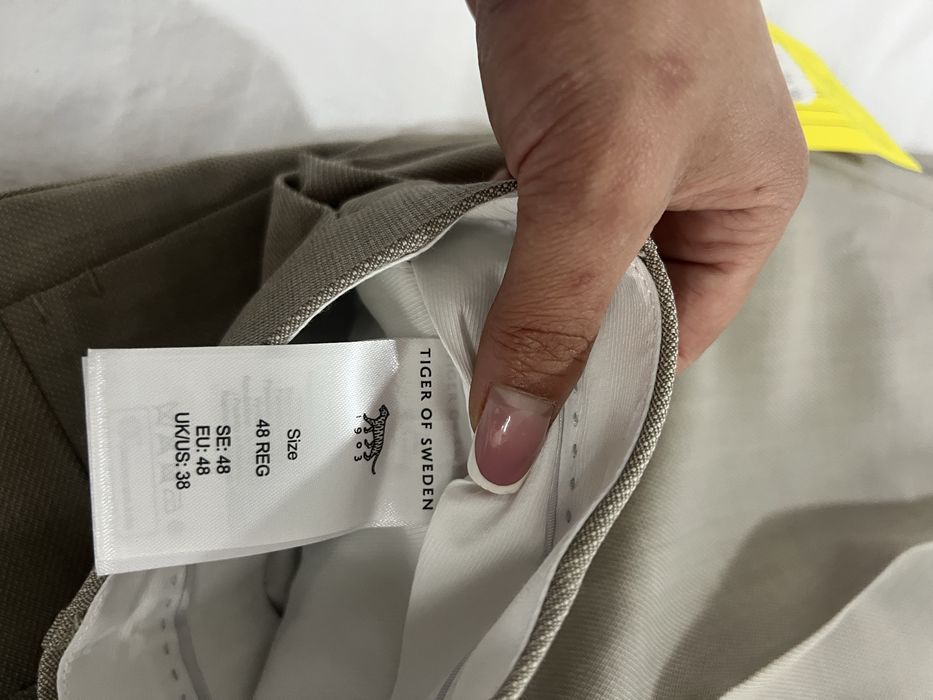 TIGER OF SWEDEN
1903
Size
48 REG
SE: 48
EU: 48
UK/US: 38